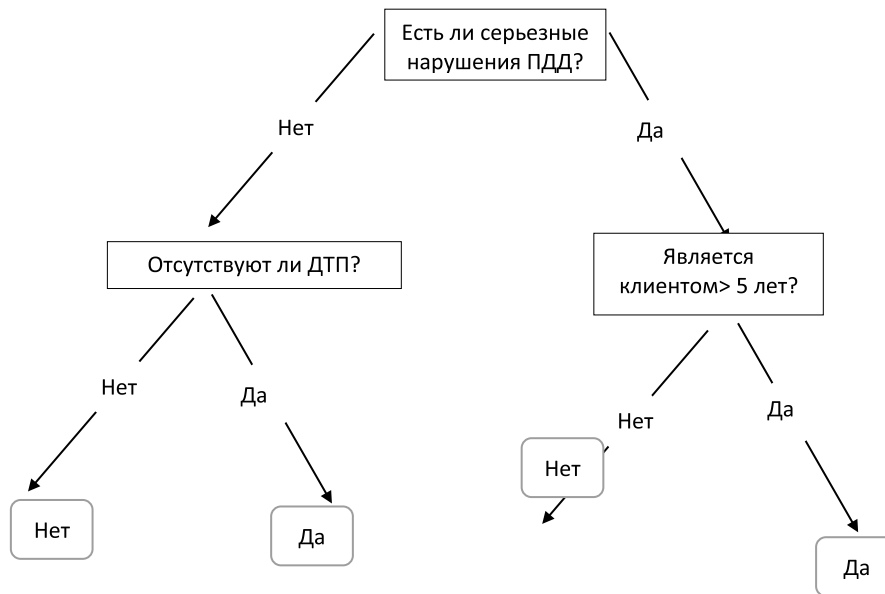 Есть ли серьезные
нарушения ПДД?
Нет
Да
Отсутствуют ли ДТП?
Является
клиентом> 5 лет?
Нет
Да
Нет
Да
Нет
Да
Нет
Да